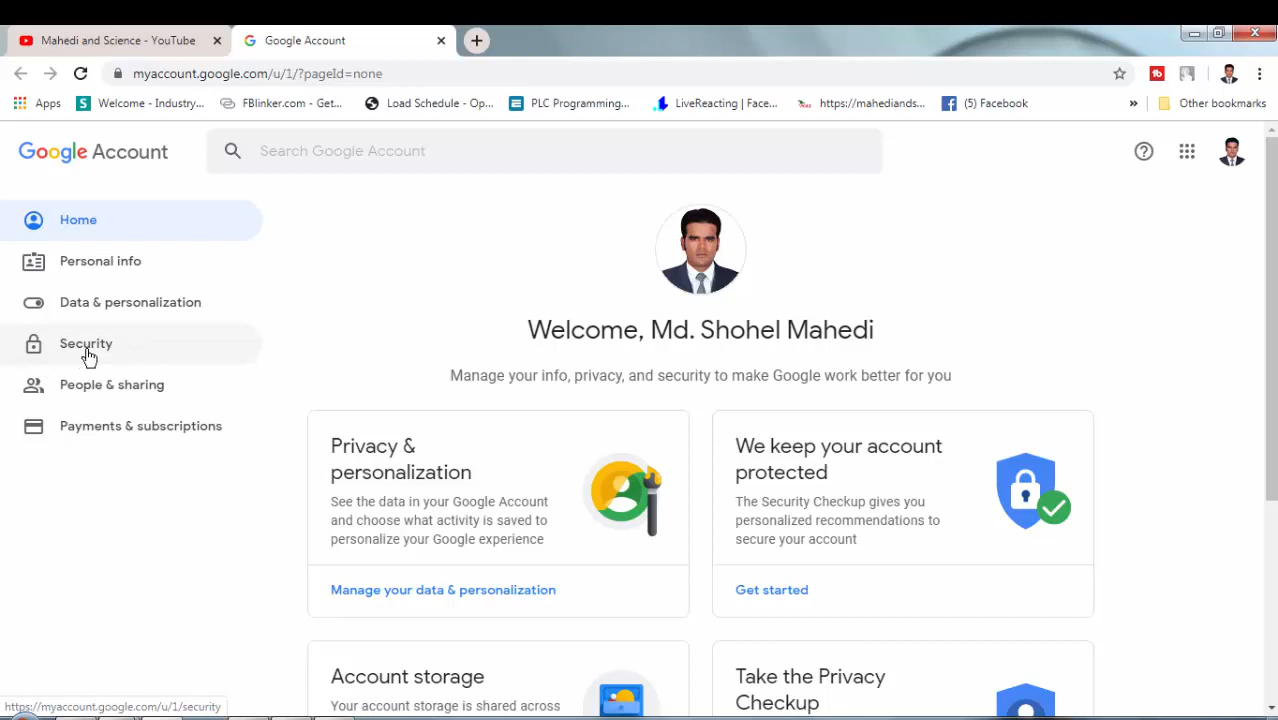 Mahedi and Science - YouTube
Google Account
myaccount.google.com/u/1/?pageId=none
Apps
Welcome - Industry...
FBlinker.com - Get...
Load Schedule - Op...
PLC Programming...
LiveReacting | Face...
https://mahediands...
(5) Facebook
»
Other bookmarks
Google Account
Search Google Account
Home
Personal info
Data & personalization
Security
People & sharing
Payments & subscriptions
Welcome, Md. Shohel Mahedi
Manage your info, privacy, and security to make Google work better for you
Privacy &
personalization
See the data in your Google Account
and choose what activity is saved to
personalize your Google experience
Manage your data & personalization
We keep your account
protected
The Security Checkup gives you
personalized recommendations to
secure your account
Get started
Account storage
Your account storage is shared across
Take the Privacy
Checkup
https://myaccount.google.com/u/1/security